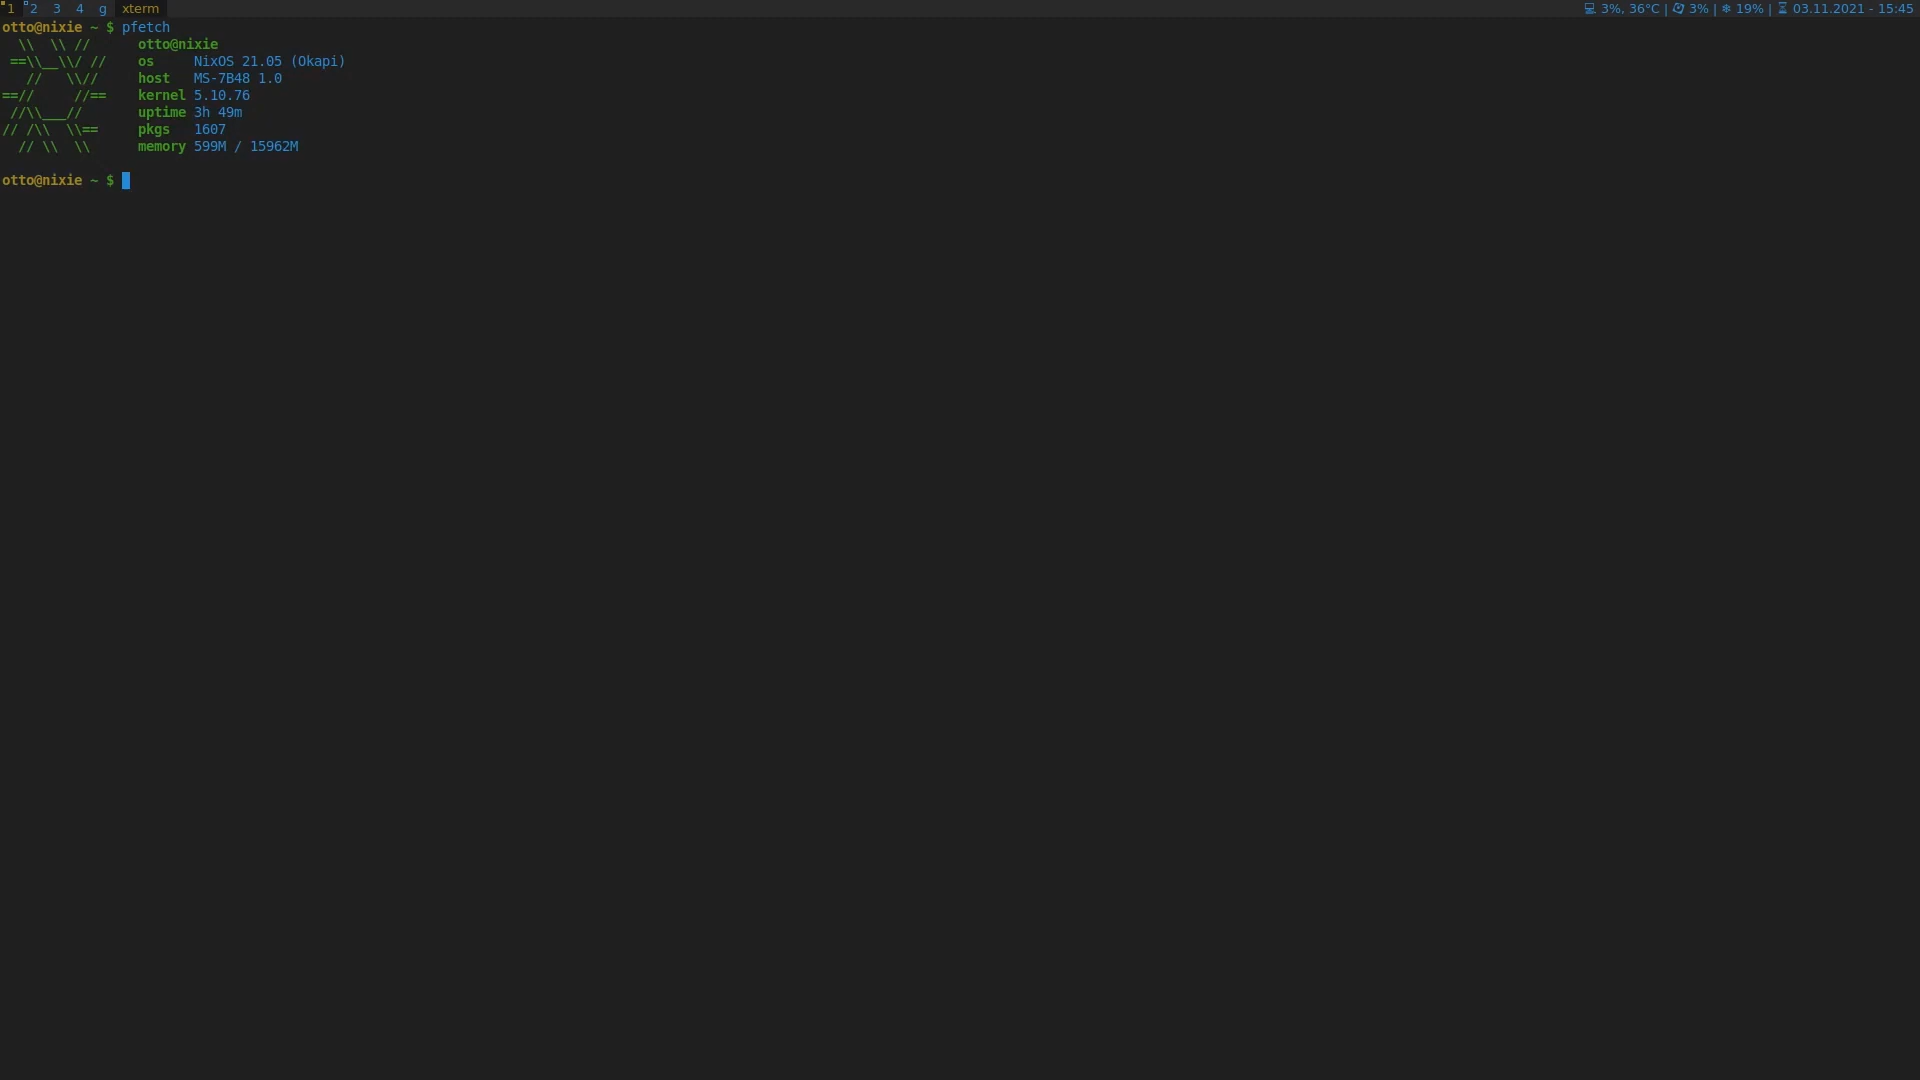 1 2 3 4 g xterm 3%, 36°C | 3% | ❄ 19% | ⌛ 03.11.2021 - 15:45
otto@nixie ~ $ pfetch
  \\  \\ //      otto@nixie
 ==\\__\\/ //    os     NixOS 21.05 (Okapi)
   //   \\//     host   MS-7B48 1.0
==//     //==    kernel 5.10.76
 //\\___//       uptime 3h 49m
// /\\  \\==     pkgs   1607
  // \\  \\      memory 599M / 15962M
otto@nixie ~ $